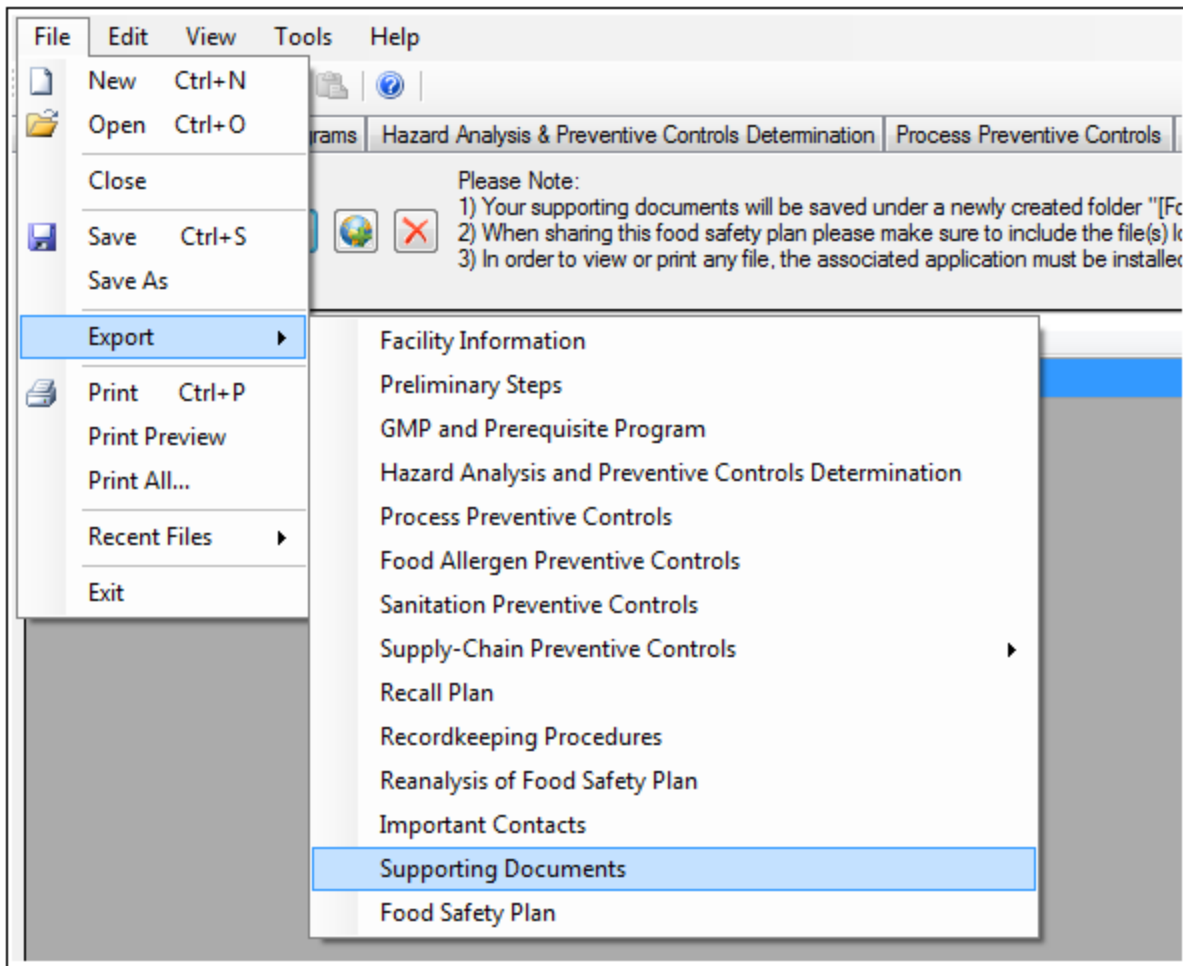 File Edit View Tools Help
New Ctrl+N
Open Ctrl+O
Close
Save Ctrl+S
Save As
Export
Print Ctrl+P
Print Preview
Print All...
Recent Files
Exit
Hazard Analysis & Preventive Controls Determination Process Preventive Controls
Please Note:
1) Your supporting documents will be saved under a newly created folder "[Fo
2) When sharing this food safety plan please make sure to include the file(s) lo
3) In order to view or print any file, the associated application must be installed
Facility Information
Preliminary Steps
GMP and Prerequisite Program
Hazard Analysis and Preventive Controls Determination
Process Preventive Controls
Food Allergen Preventive Controls
Sanitation Preventive Controls
Supply-Chain Preventive Controls
Recall Plan
Recordkeeping Procedures
Reanalysis of Food Safety Plan
Important Contacts
Supporting Documents
Food Safety Plan